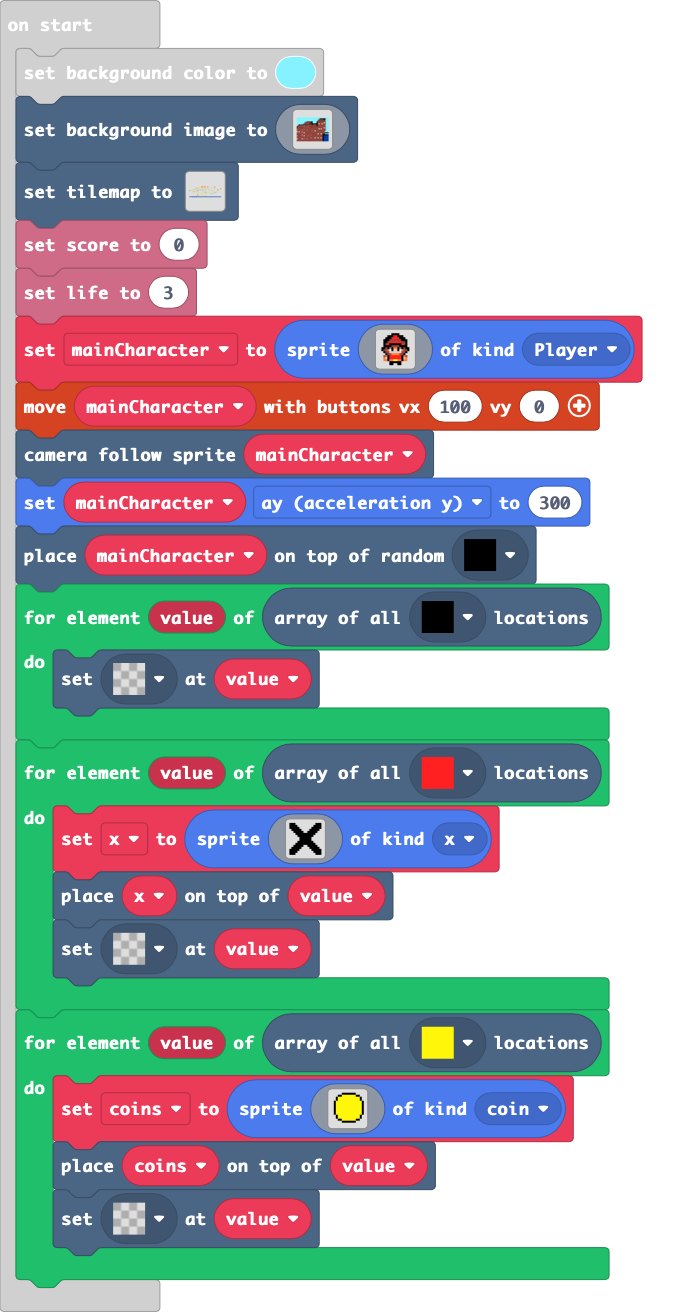 on start
set background color to
set background image to
set tilemap to
set score to 0
set life to 3
set mainCharacter to sprite of kind Player
move mainCharacter with buttons vx 100 vy 0
camera follow sprite mainCharacter
set mainCharacter ay (acceleration y) to 300
place mainCharacter on top of random
for element value of array of all locations
do
set at value
for element value of array of all locations
do
set x to sprite of kind x
place x on top of value
set at value
for element value of array of all locations
do
set coins to sprite of kind coin
place coins on top of value
set at value